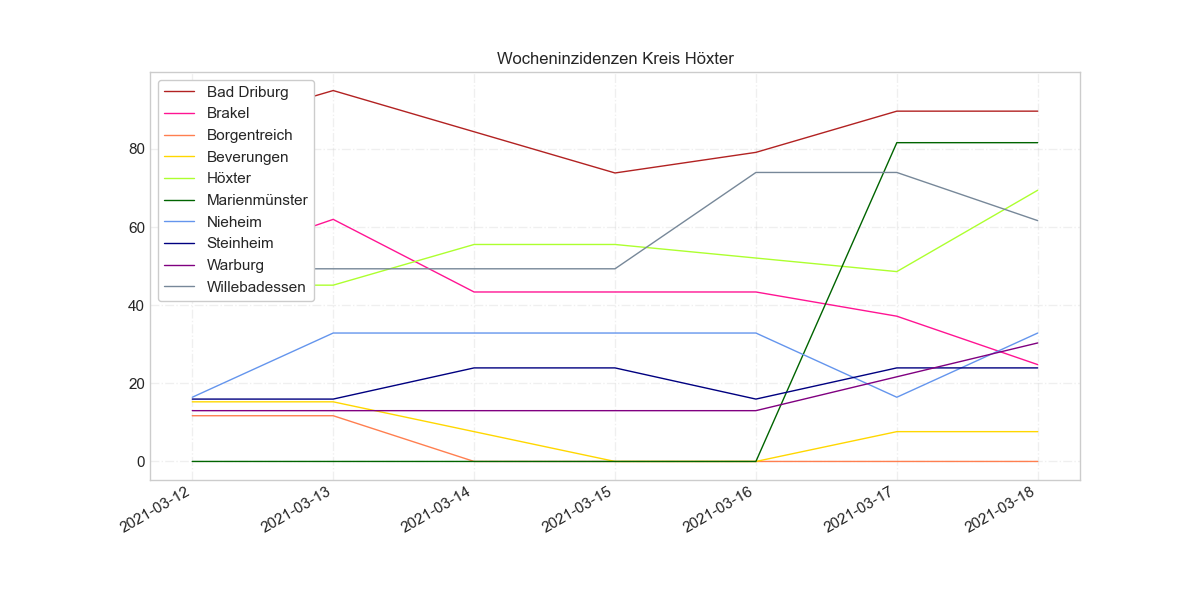 Wocheninzidenzen Kreis Höxter
Bad Driburg
Brakel
Borgentreich
Beverungen
Höxter
Marienmünster
Nieheim
Steinheim
Warburg
Willebadessen
80
60
40
20
0
2021-03-12
2021-03-13
2021-03-14
2021-03-15
2021-03-16
2021-03-17
2021-03-18